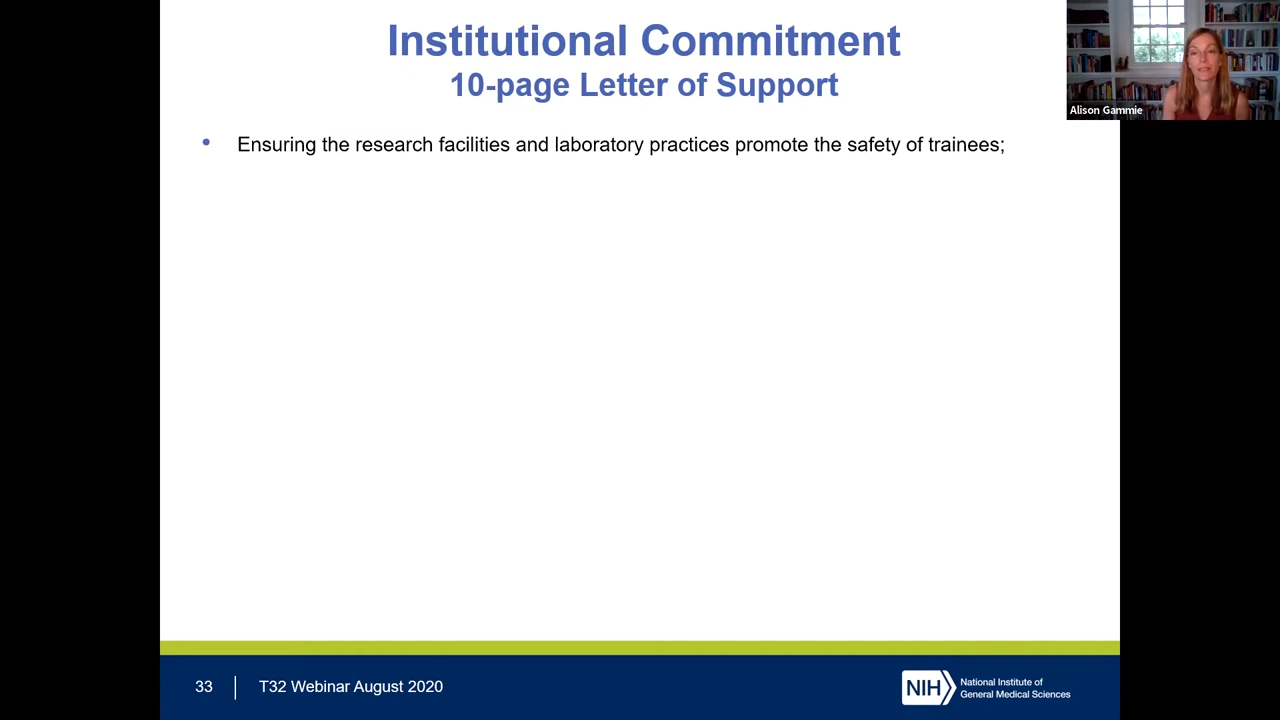 Institutional Commitment
10-page Letter of Support
Alison Gammie
• Ensuring the research facilities and laboratory practices promote the safety of trainees;
33
T32 Webinar August 2020
NIH
National Institute of
General Medical Sciences